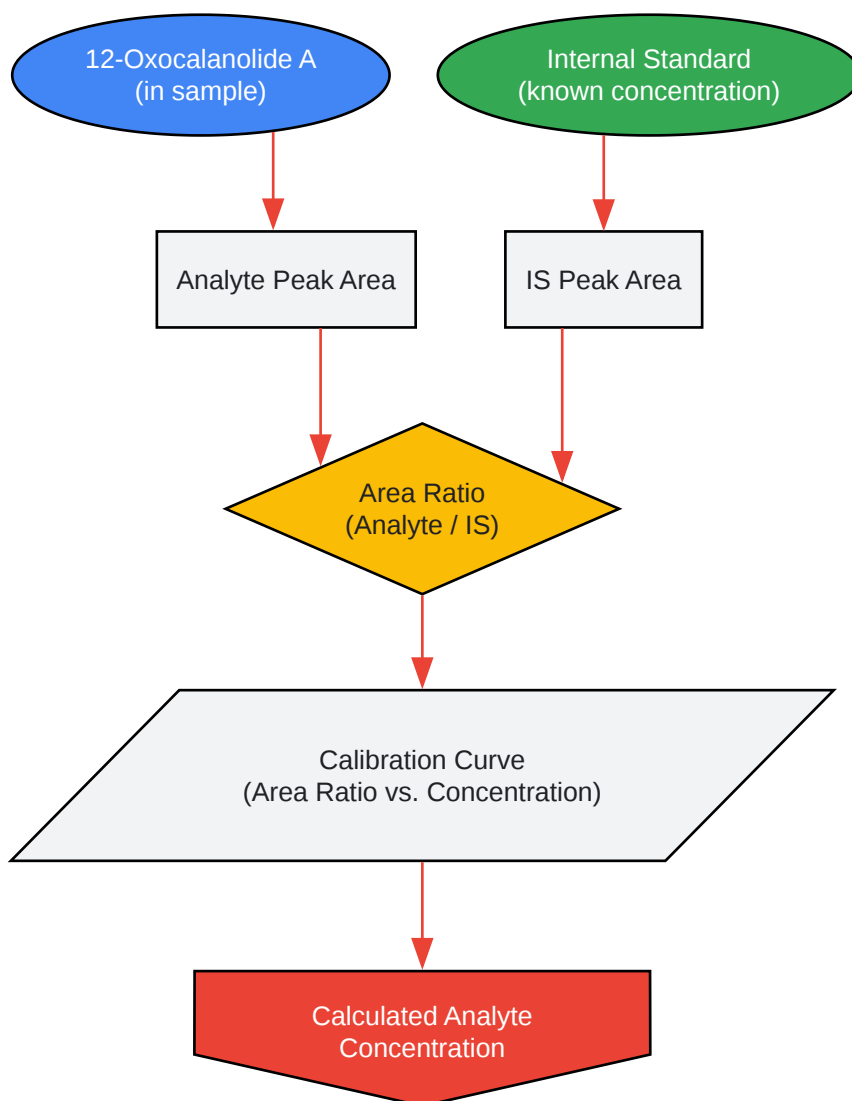 12-Oxocalanolide A
(in sample)
Internal Standard
(known concentration)
Analyte Peak Area
IS Peak Area
Area Ratio
(Analyte / IS)
Calibration Curve
(Area Ratio vs. Concentration)
Calculated Analyte
Concentration